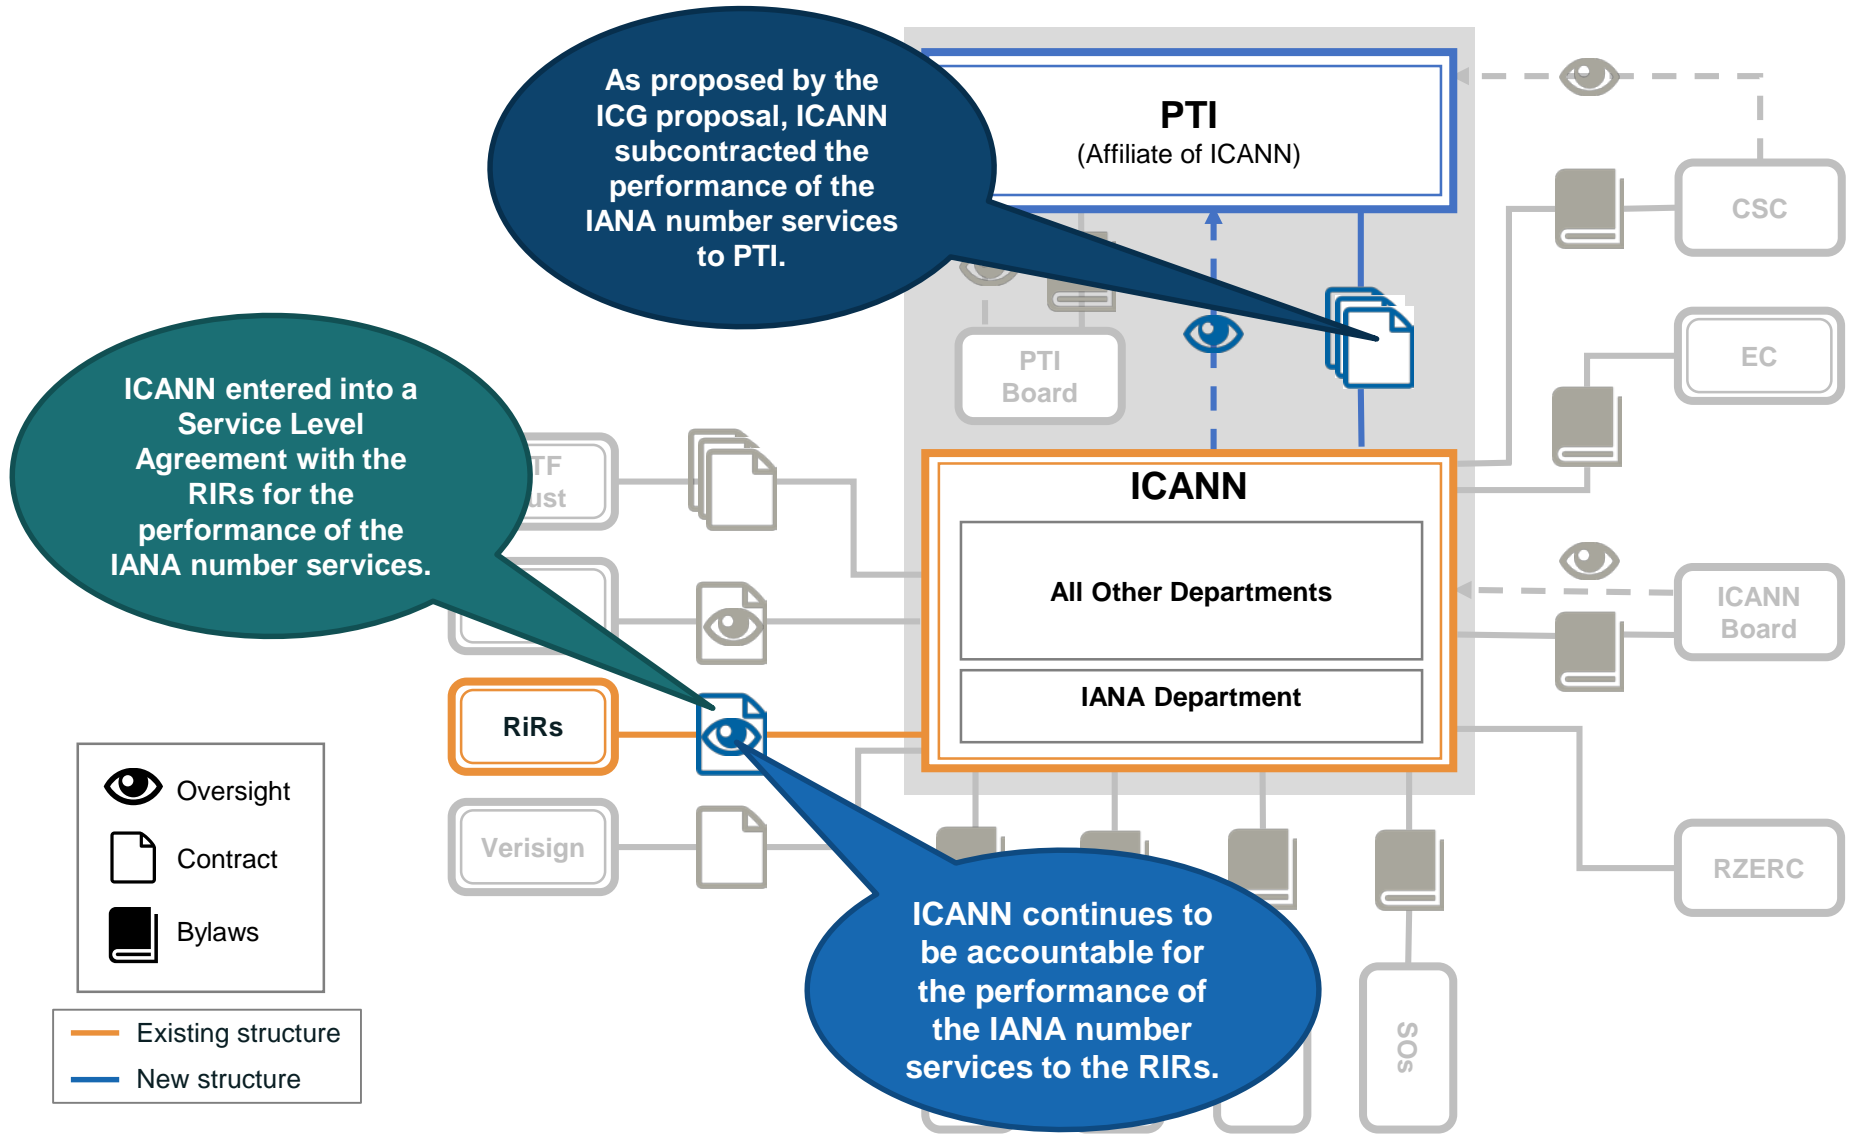 As proposed by the
ICG proposal, ICANN
subcontracted the
performance of the
IANA number services
to PTI.
PTI
(Affiliate of ICANN)
CSC
EC
PTI
Board
ICANN entered into a
Service Level
Agreement with the
RIRs for the
performance of the
IANA number services.
TF
ust
ICANN
All Other Departments
IANA Department
ICANN
Board
RiRs
Verisign
RZERC
Oversight
Contract
Bylaws
ICANN continues to
be accountable for
the performance of
the IANA number
services to the RIRs.
SOs
Existing structure
New structure